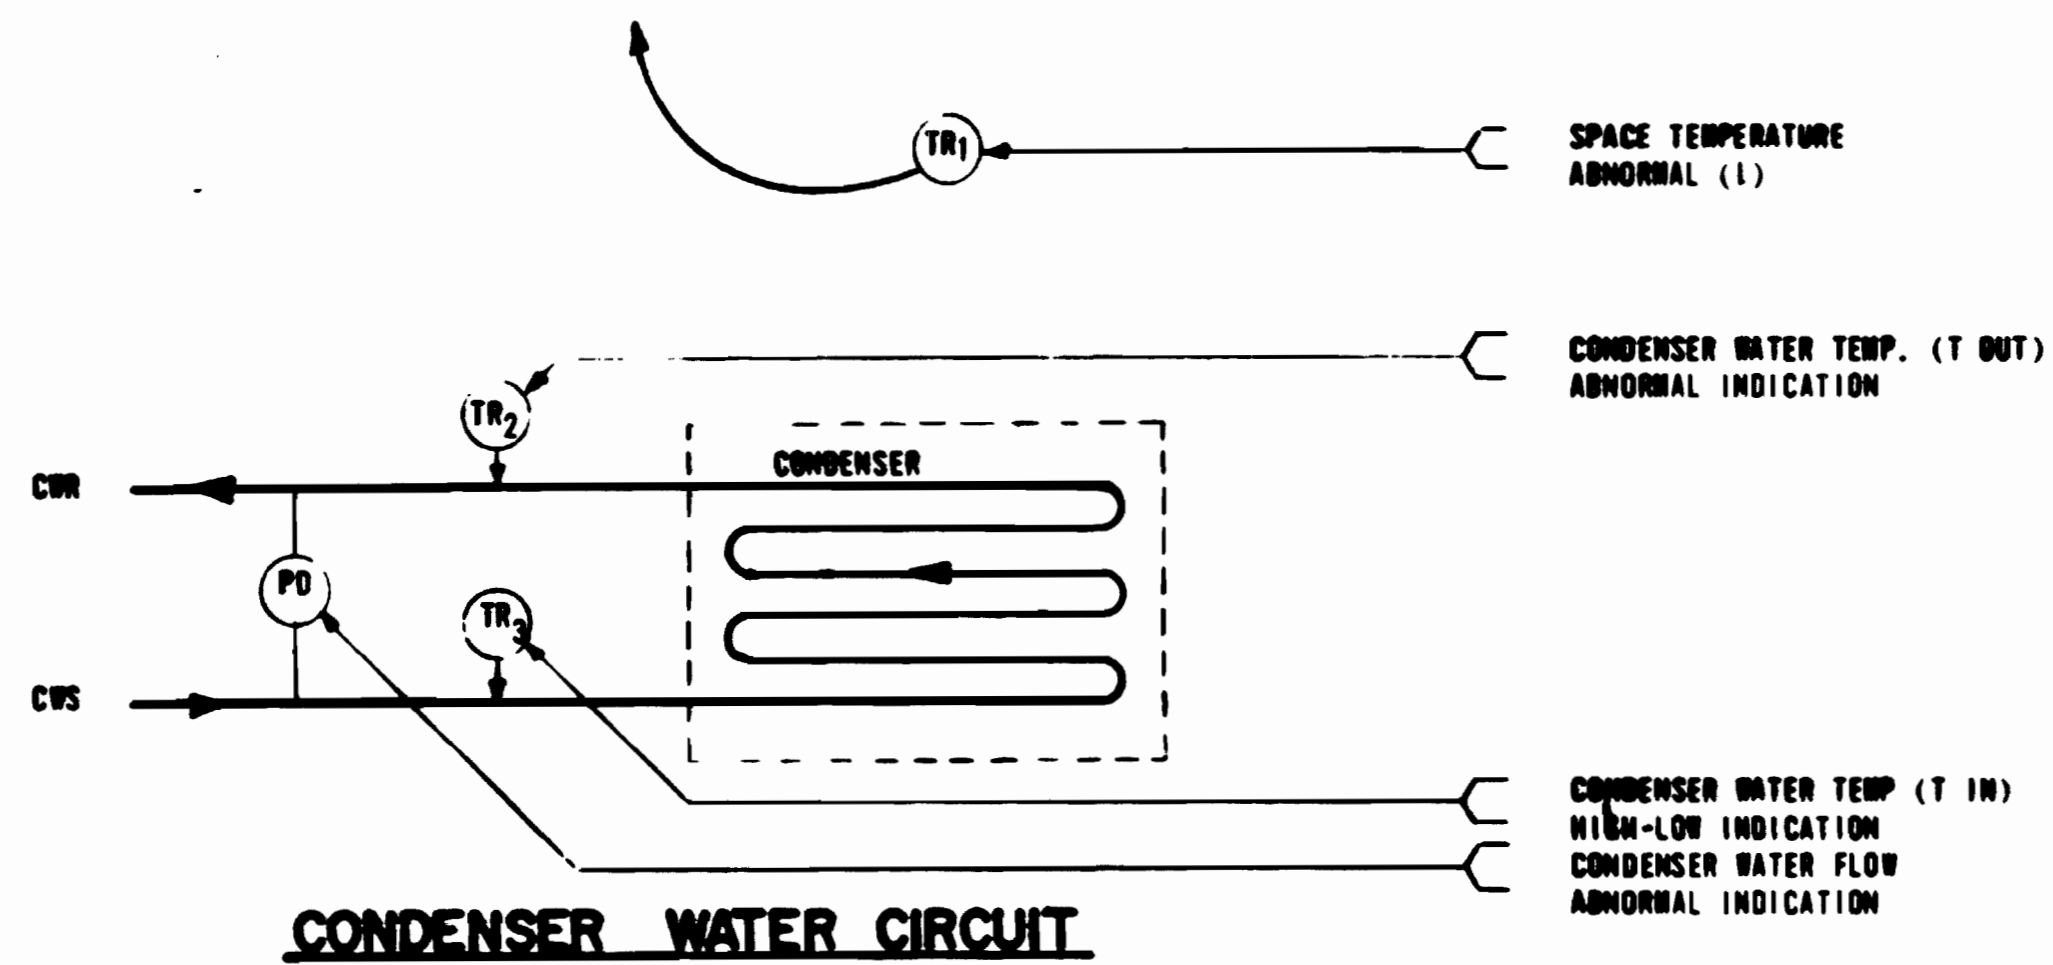 TR1
SPACE TEMPERATURE
ABNORMAL (1)
CONDENSER WATER TEMP. (T OUT)
ABNORMAL INDICATION
TR2
CONDENSER
CWR
PD
TR3
CWS
CONDENSER WATER TEMP (T IN)
HIGH-LOW INDICATION
CONDENSER WATER FLOW
ABNORMAL INDICATION
CONDENSER WATER CIRCUIT